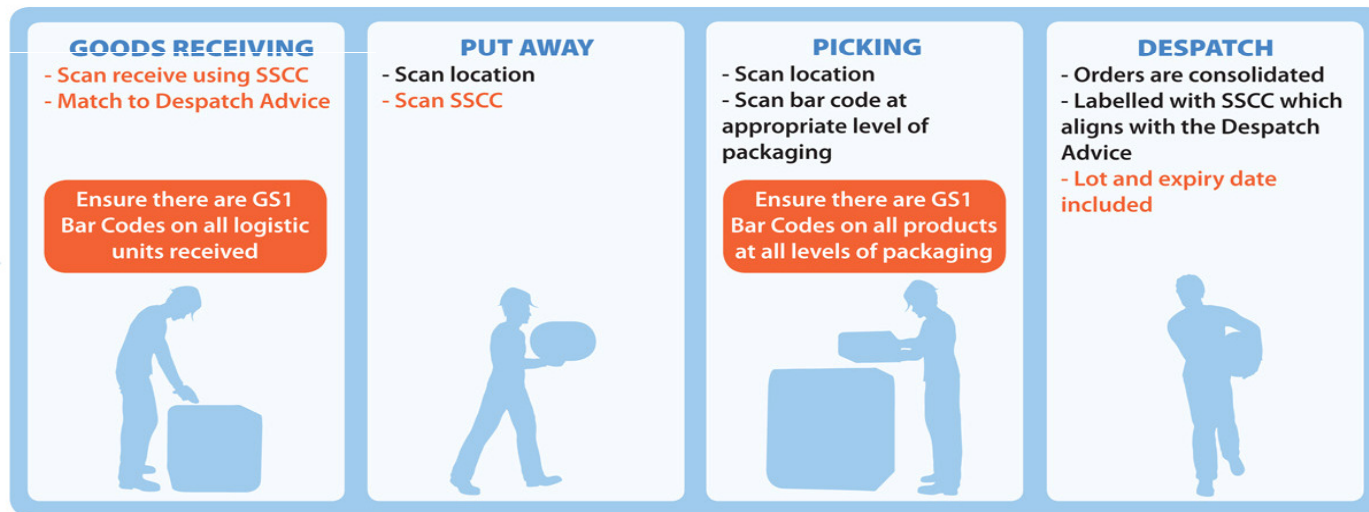 GOODS RECEIVING
- Scan receive using SSCC
- Match to Despatch Advice
Ensure there are GS1
Bar Codes on all logistic
units received
PUT AWAY
- Scan location
- Scan SSCC
PICKING
- Scan location
- Scan bar code at
appropriate level of
packaging
Ensure there are GS1
Bar Codes on all products
at all levels of packaging
DESPATCH
- Orders are consolidated
- Labelled with SSCC which
aligns with the Despatch
Advice
- Lot and expiry date
included